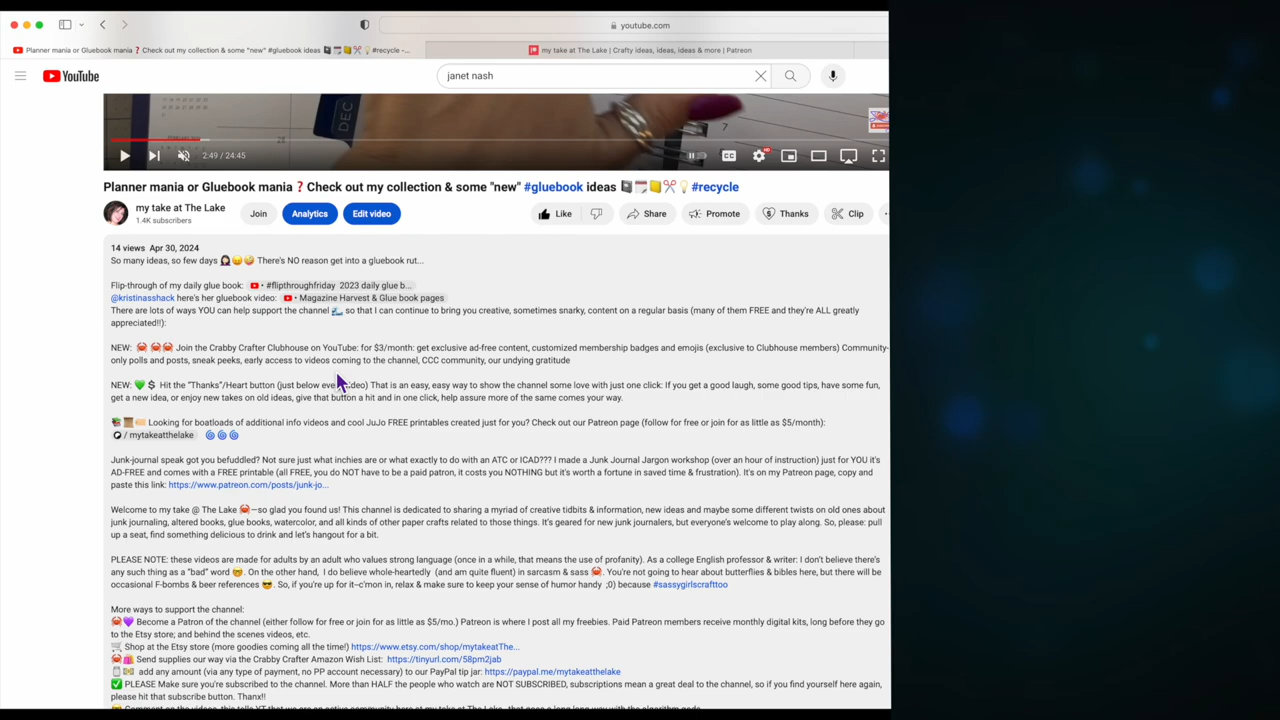 youtube.com
Planner mania or Gluebook mania ❓ Check out my collection & some "new" #gluebook ideas 📓🗓📒✂️💡#recycle -...
my take at The Lake | Crafty ideas, ideas, ideas & more | Patreon
YouTube
janet nash
DEC
28
7
2:49 / 24:45
CC
HD
Planner mania or Gluebook mania❓Check out my collection & some "new" #gluebook ideas 📓🗓📒✂️💡#recycle
my take at The Lake
1.4K subscribers
Join
Analytics
Edit video
Like
Share
Promote
Thanks
Clip
14 views Apr 30, 2024
So many ideas, so few days 🤷🏻‍♀️😄🤪 There's NO reason get into a gluebook rut...
Flip-through of my daily glue book: • #flipthroughfriday 2023 daily glue b...
@kristinasshack here's her gluebook video: • Magazine Harvest & Glue book pages
There are lots of ways YOU can help support the channel 🌊 so that I can continue to bring you creative, sometimes snarky, content on a regular basis (many of them FREE and they're ALL greatly
appreciated!!):
NEW: 🦀 🦀🦀 Join the Crabby Crafter Clubhouse on YouTube: for $3/month: get exclusive ad-free content, customized membership badges and emojis (exclusive to Clubhouse members) Community-
only polls and posts, sneak peeks, early access to videos coming to the channel, CCC community, our undying gratitude
NEW: 💚 $ Hit the "Thanks"/Heart button (just below video) That is an easy, easy way to show the channel some love with just one click: If you get a good laugh, some good tips, have some fun,
get a new idea, or enjoy new takes on old ideas, give that button a hit and in one click, help assure more of the same comes your way.
Looking for boatloads of additional info videos and cool JuJo FREE printables created just for you? Check out our Patreon page (follow for free or join for as little as $5/month):
/ mytakeatthelake 🌀🌀🌀
Junk-journal speak got you befuddled? Not sure just what inchies are or what exactly to do with an ATC or ICAD??? I made a Junk Journal Jargon workshop (over an hour of instruction) just for YOU it's
AD-FREE and comes with a FREE printable (all FREE, you do NOT have to be a paid patron, it costs you NOTHING but it's worth a fortune in saved time & frustration). It's on my Patreon page, copy and
paste this link: https://www.patreon.com/posts/junk-jo...
Welcome to my take @ The Lake 🦀—so glad you found us! This channel is dedicated to sharing a myriad of creative tidbits & information, new ideas and maybe some different twists on old ones about
junk journaling, altered books, glue books, watercolor, and all kinds of other paper crafts related to those things. It's geared for new junk journalers, but everyone's welcome to play along. So, please: pull
up a seat, find something delicious to drink and let's hangout for a bit.
PLEASE NOTE: these videos are made for adults by an adult who values strong language (once in a while, that means the use of profanity). As a college English professor & writer: I don't believe there's
any such thing as a "bad" word 🤓. On the other hand, I do believe whole-heartedly (and am quite fluent) in sarcasm & sass 🦀. You're not going to hear about butterflies & bibles here, but there will be
occasional F-bombs & beer references 😎. So, if you're up for it–c'mon in, relax & make sure to keep your sense of humor handy ;0) because #sassygirlscrafttoo
More ways to support the channel:
🦀💜 Become a Patron of the channel (either follow for free or join for as little as $5/mo.) Patreon is where I post all my freebies. Paid Patreon members receive monthly digital kits, long before they go
to the Etsy store; and behind the scenes videos, etc.
🛒 Shop at the Etsy store (more goodies coming all the time!) https://www.etsy.com/shop/mytakeatThe...
🦀🛍 Send supplies our way via the Crabby Crafter Amazon Wish List: https://tinyurl.com/58pm2jab
add any amount (via any type of payment, no PP account necessary) to our PayPal tip jar: https://paypal.me/mytakeatthelake
✅ PLEASE Make sure you're subscribed to the channel. More than HALF the people who watch are NOT SUBSCRIBED, subscriptions mean a great deal to the channel, so if you find yourself here again,
please hit that subscribe button. Thanx!!
Comment on the videos, this tells YT that we are an active community here at my take at The Lake